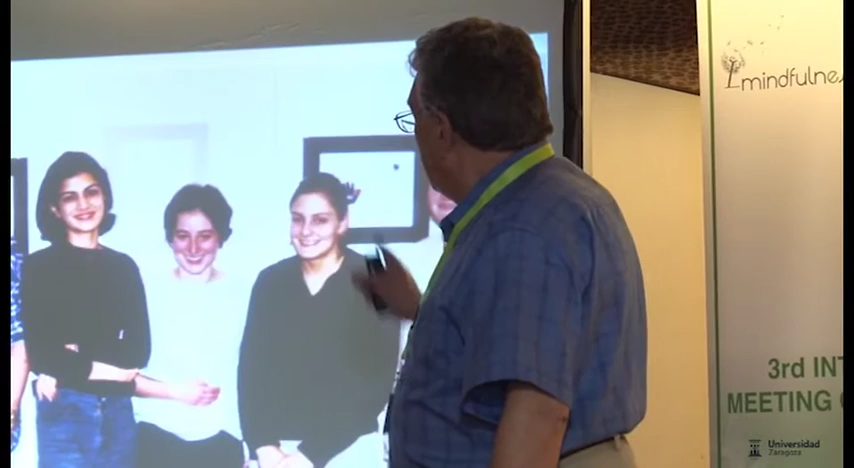 mindfulne
3rd INT
MEETING
Universidad
Zaragoza